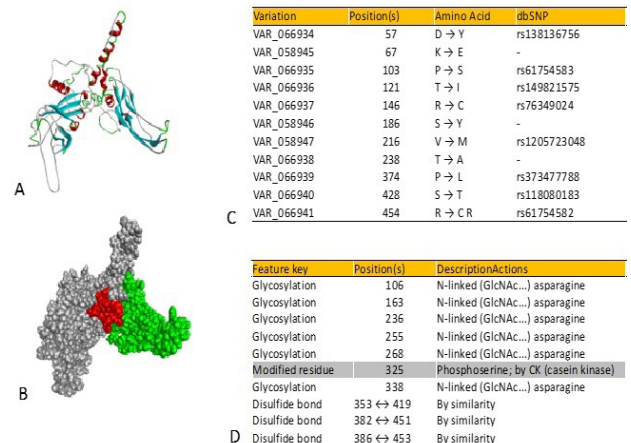 A
B
C
Variation Position(s) Amino Acid dbSNP
VAR_066934 57 D → Y rs138136756
VAR_058945 67 K → E -
VAR_066935 103 P → S rs61754583
VAR_066936 121 T → I rs149821575
VAR_066937 146 R → C rs76349024
VAR_058946 186 S → Y -
VAR_058947 216 V → M rs1205723048
VAR_066938 238 T → A -
VAR_066939 374 P → L rs373477788
VAR_066940 428 S → T rs118080183
VAR_066941 454 R → C R rs61754582
D
Feature key Position(s) DescriptionActions
Glycosylation 106 N-linked (GlcNAc...) asparagine
Glycosylation 163 N-linked (GlcNAc...) asparagine
Glycosylation 236 N-linked (GlcNAc...) asparagine
Glycosylation 255 N-linked (GlcNAc...) asparagine
Glycosylation 268 N-linked (GlcNAc...) asparagine
Modified residue 325 Phosphoserine; by CK (casein kinase)
Glycosylation 338 N-linked (GlcNAc...) asparagine
Disulfide bond 353 ↔ 419 By similarity
Disulfide bond 382 ↔ 451 By similarity
Disulfide bond 386 ↔ 453 By similarity